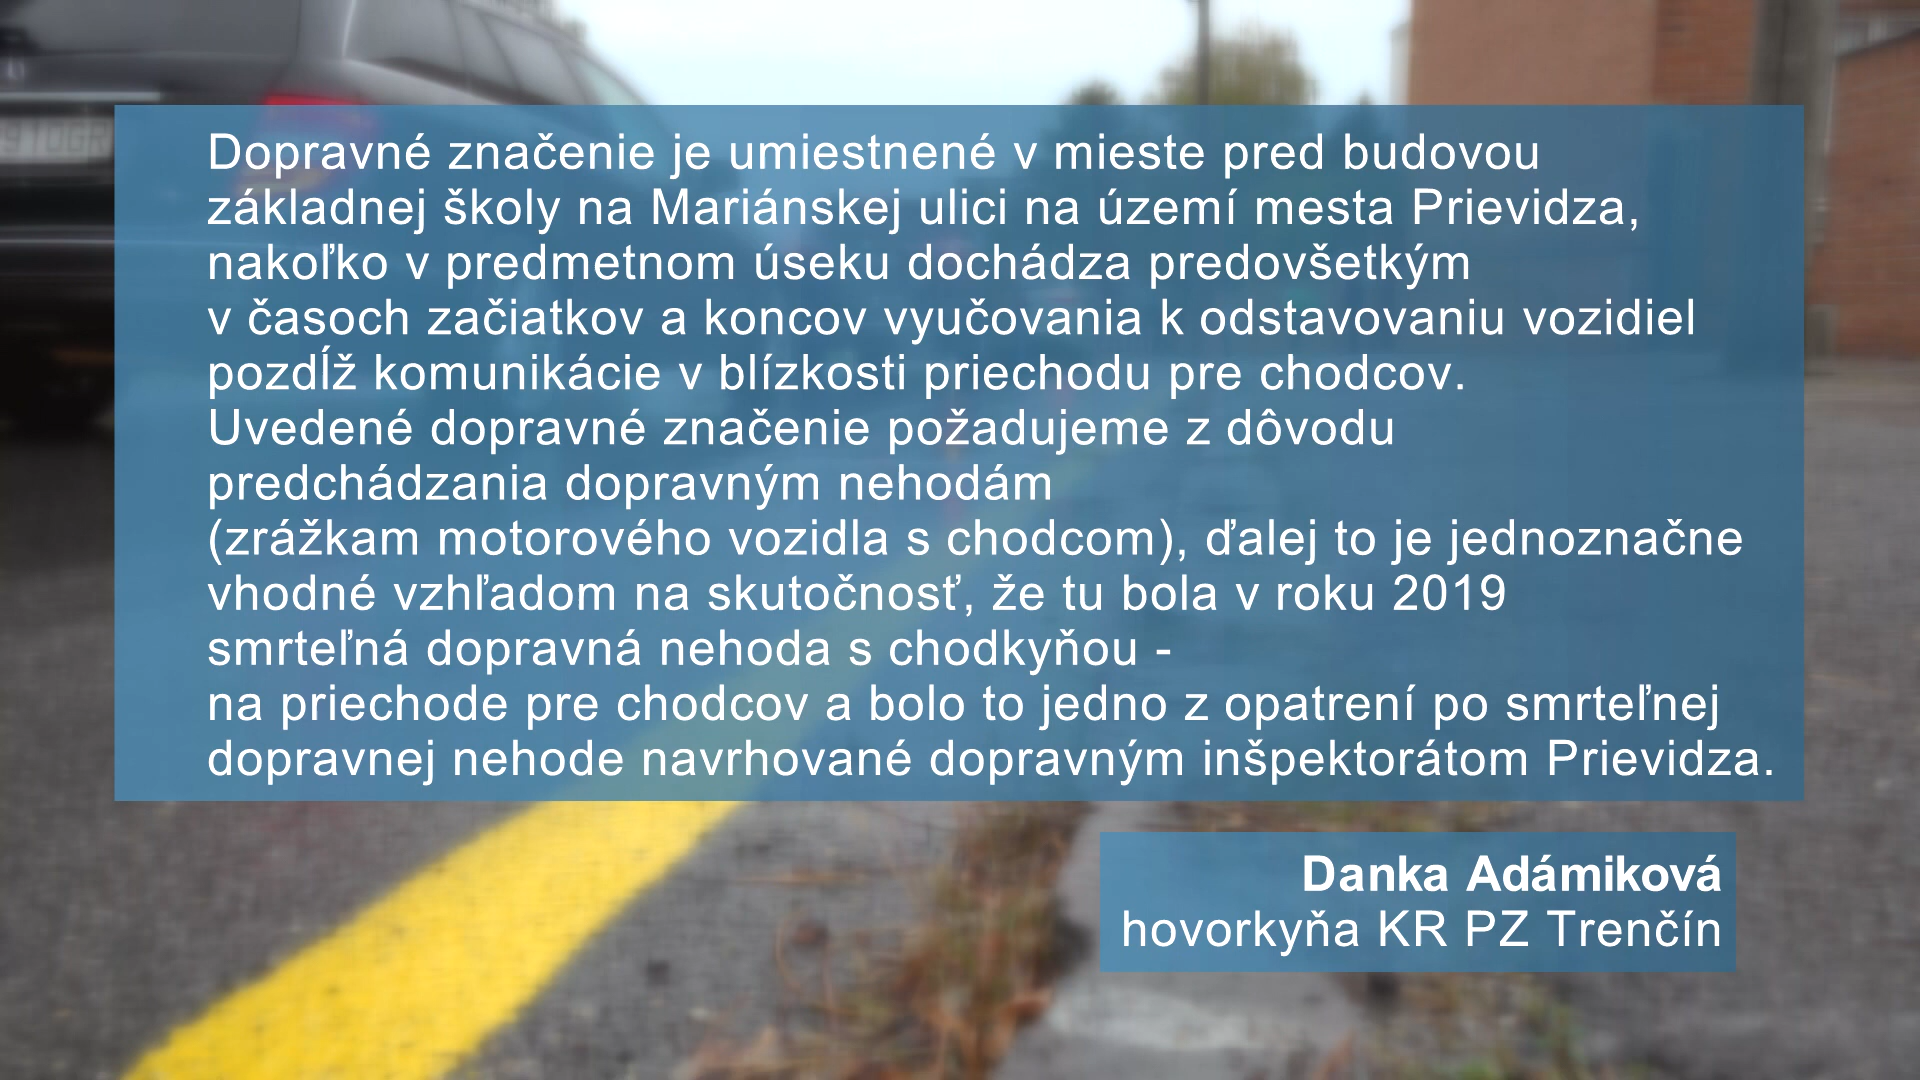 Dopravné značenie je umiestnené v mieste pred budovou
základnej školy na Mariánskej ulici na území mesta Prievidza,
nakoľko v predmetnom úseku dochádza predovšetkým
v časoch začiatkov a koncov vyučovania k odstavovaniu vozidiel
pozdĺž komunikácie v blízkosti priechodu pre chodcov.
Uvedené dopravné značenie požadujeme z dôvodu
predchádzania dopravným nehodám
(zrážkam motorového vozidla s chodcom), ďalej to je jednoznačne
vhodné vzhľadom na skutočnosť, že tu bola v roku 2019
smrteľná dopravná nehoda s chodkyňou -
na priechode pre chodcov a bolo to jedno z opatrení po smrteľnej
dopravnej nehode navrhované dopravným inšpektorátom Prievidza.
Danka Adámiková
hovorkyňa KR PZ Trenčín